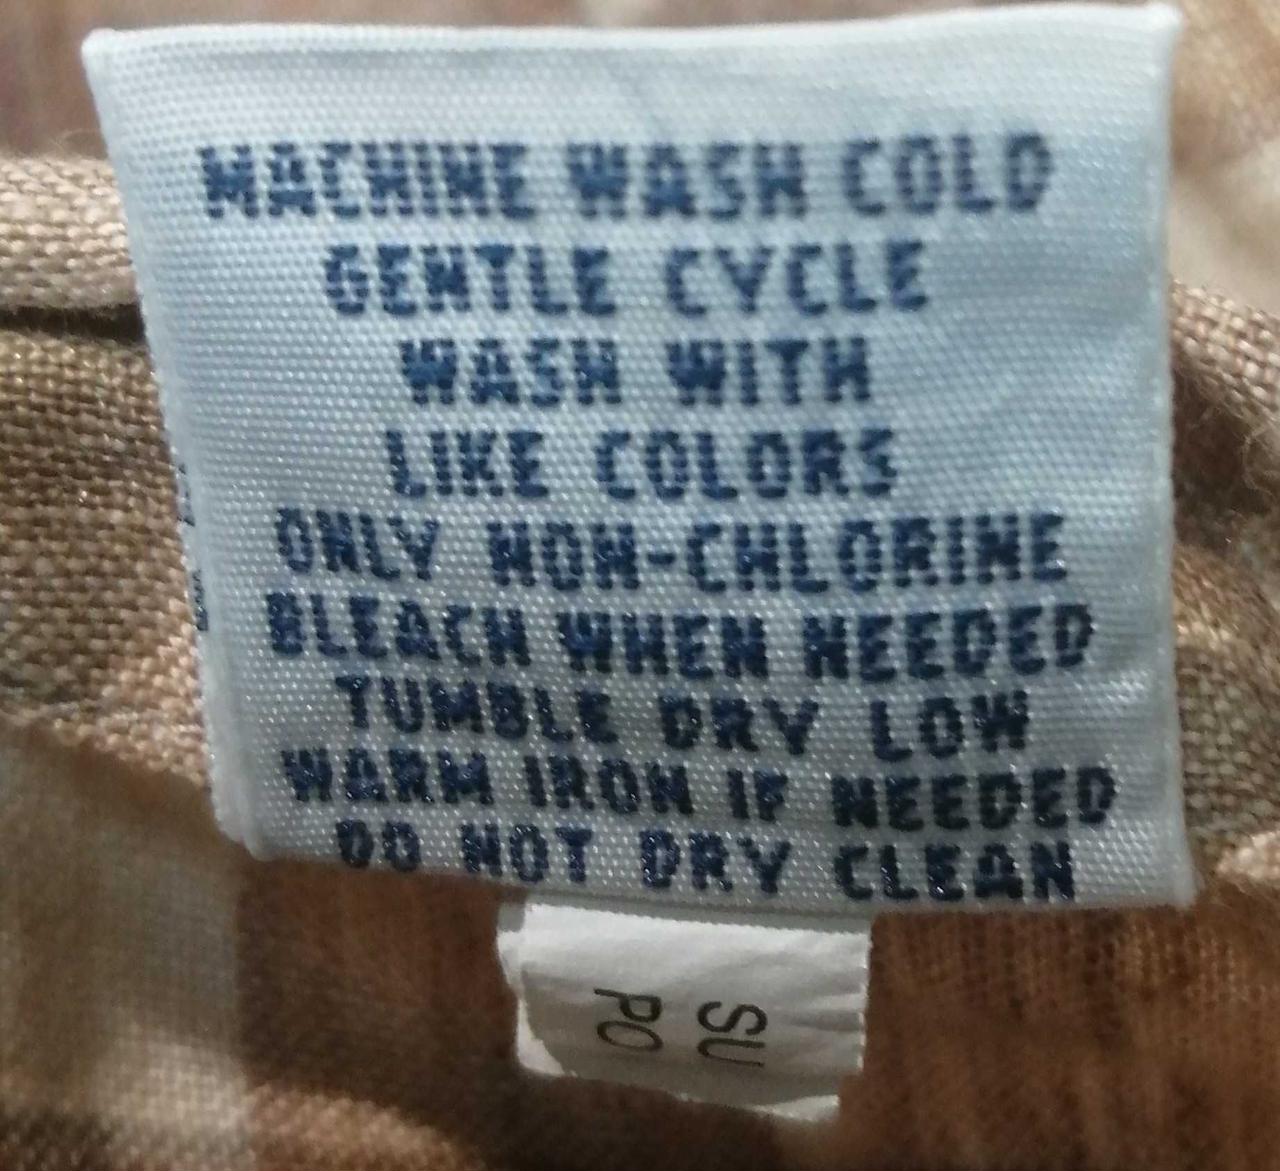 MACHINE WASH COLD
GENTLE CYCLE
WASH WITH
LIKE COLORS
ONLY NON-CHLORINE
BLEACH WHEN NEEDED
TUMBLE DRY LOW
WARM IRON IF NEEDED
DO NOT DRY CLEAN
SU
PO